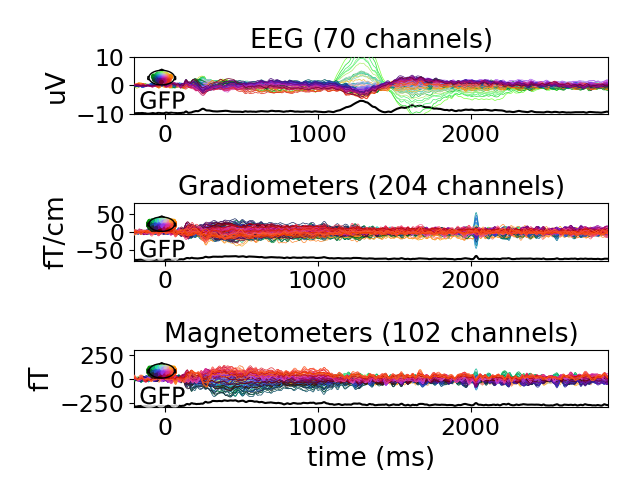 EEG (70 channels)
10
0
−10
uV
GFP
0
1000
2000
Gradiometers (204 channels)
50
0
−50
fT/cm
GFP
0
1000
2000
Magnetometers (102 channels)
250
0
−250
fT
GFP
0
1000
2000
time (ms)